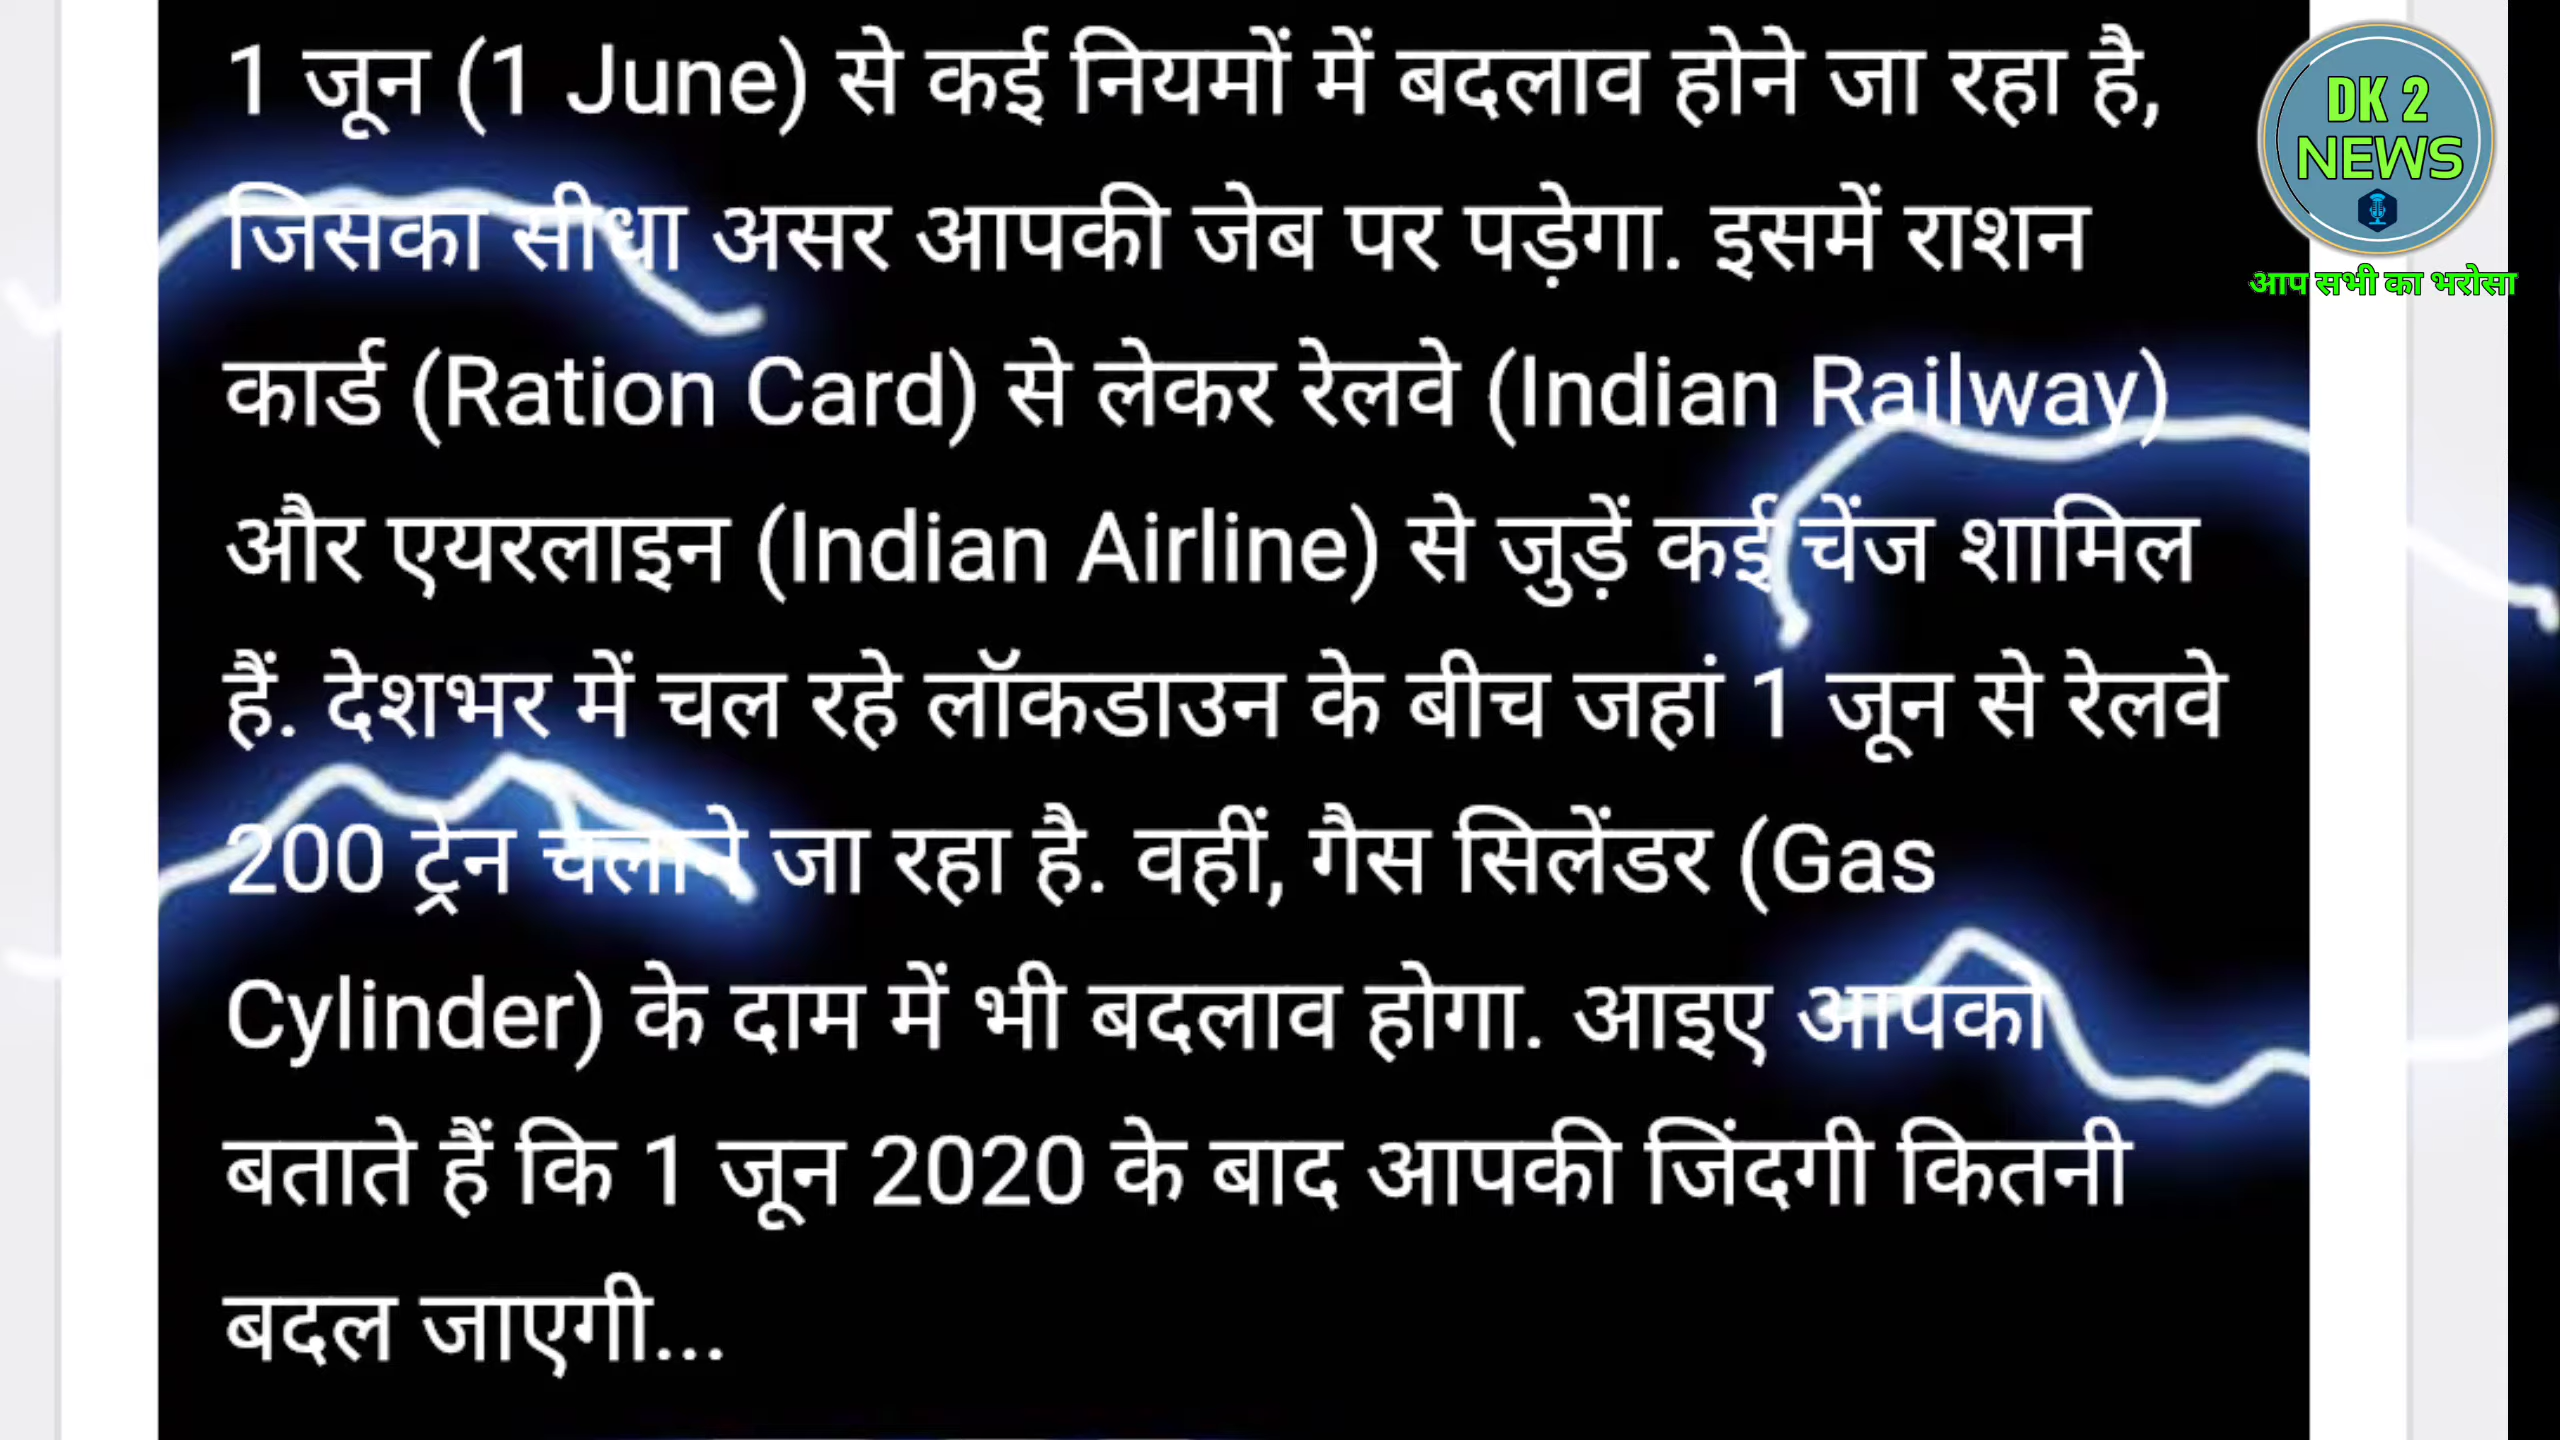 1 जून (1 June) से कई नियमों में बदलाव होने जा रहा है,
जिसका सीधा असर आपकी जेब पर पड़ेगा. इसमें राशन
कार्ड (Ration Card) से लेकर रेलवे (Indian Railway)
और एयरलाइन (Indian Airline) से जुड़ें कई चेंज शामिल
हैं. देशभर में चल रहे लॉकडाउन के बीच जहां 1 जून से रेलवे
200 ट्रेन चलाने जा रहा है. वहीं, गैस सिलेंडर (Gas
Cylinder) के दाम में भी बदलाव होगा. आइए आपको
बताते हैं कि 1 जून 2020 के बाद आपकी जिंदगी कितनी
बदल जाएगी...
DK 2
NEWS
आप सभी का भरोसा